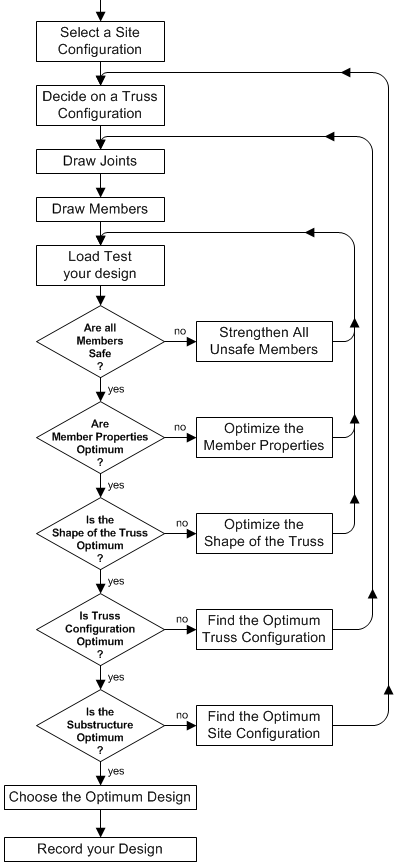 Select a Site
Configuration
Decide on a Truss
Configuration
Draw Joints
Draw Members
Load Test
your design
Are all
Members
Safe
?
no
Strengthen All
Unsafe Members
yes
Are
Member Properties
Optimum
?
no
Optimize the
Member Properties
yes
Is the
Shape of the Truss
Optimum
?
no
Optimize the
Shape of the Truss
yes
Is Truss
Configuration
Optimum
?
no
Find the Optimum
Truss Configuration
yes
Is the
Substructure
Optimum
?
no
Find the Optimum
Site Configuration
yes
Choose the Optimum Design
Record your Design